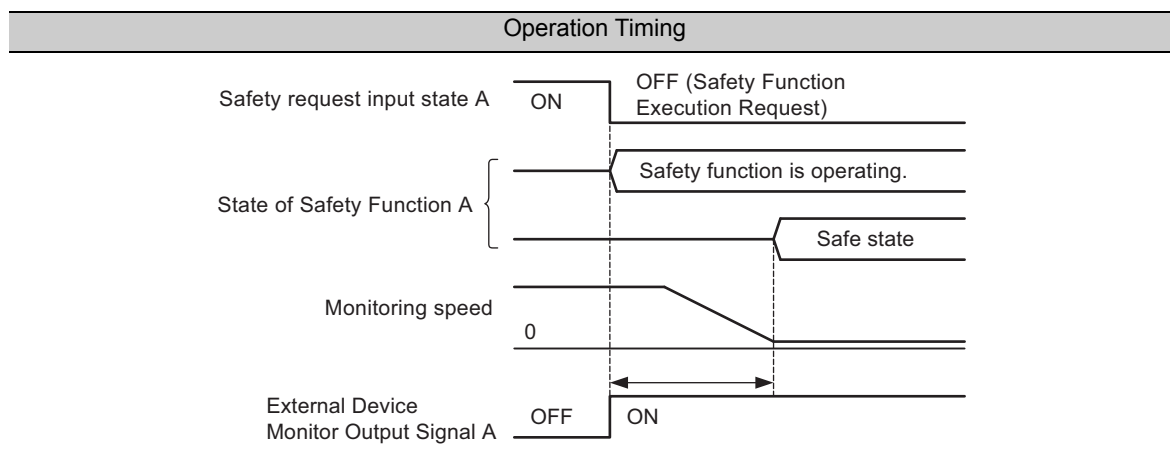 Operation Timing
Safety request input state A
ON
OFF (Safety Function
Execution Request)
State of Safety Function A
Safety function is operating.
Safe state
Monitoring speed
0
External Device
Monitor Output Signal A
OFF
ON